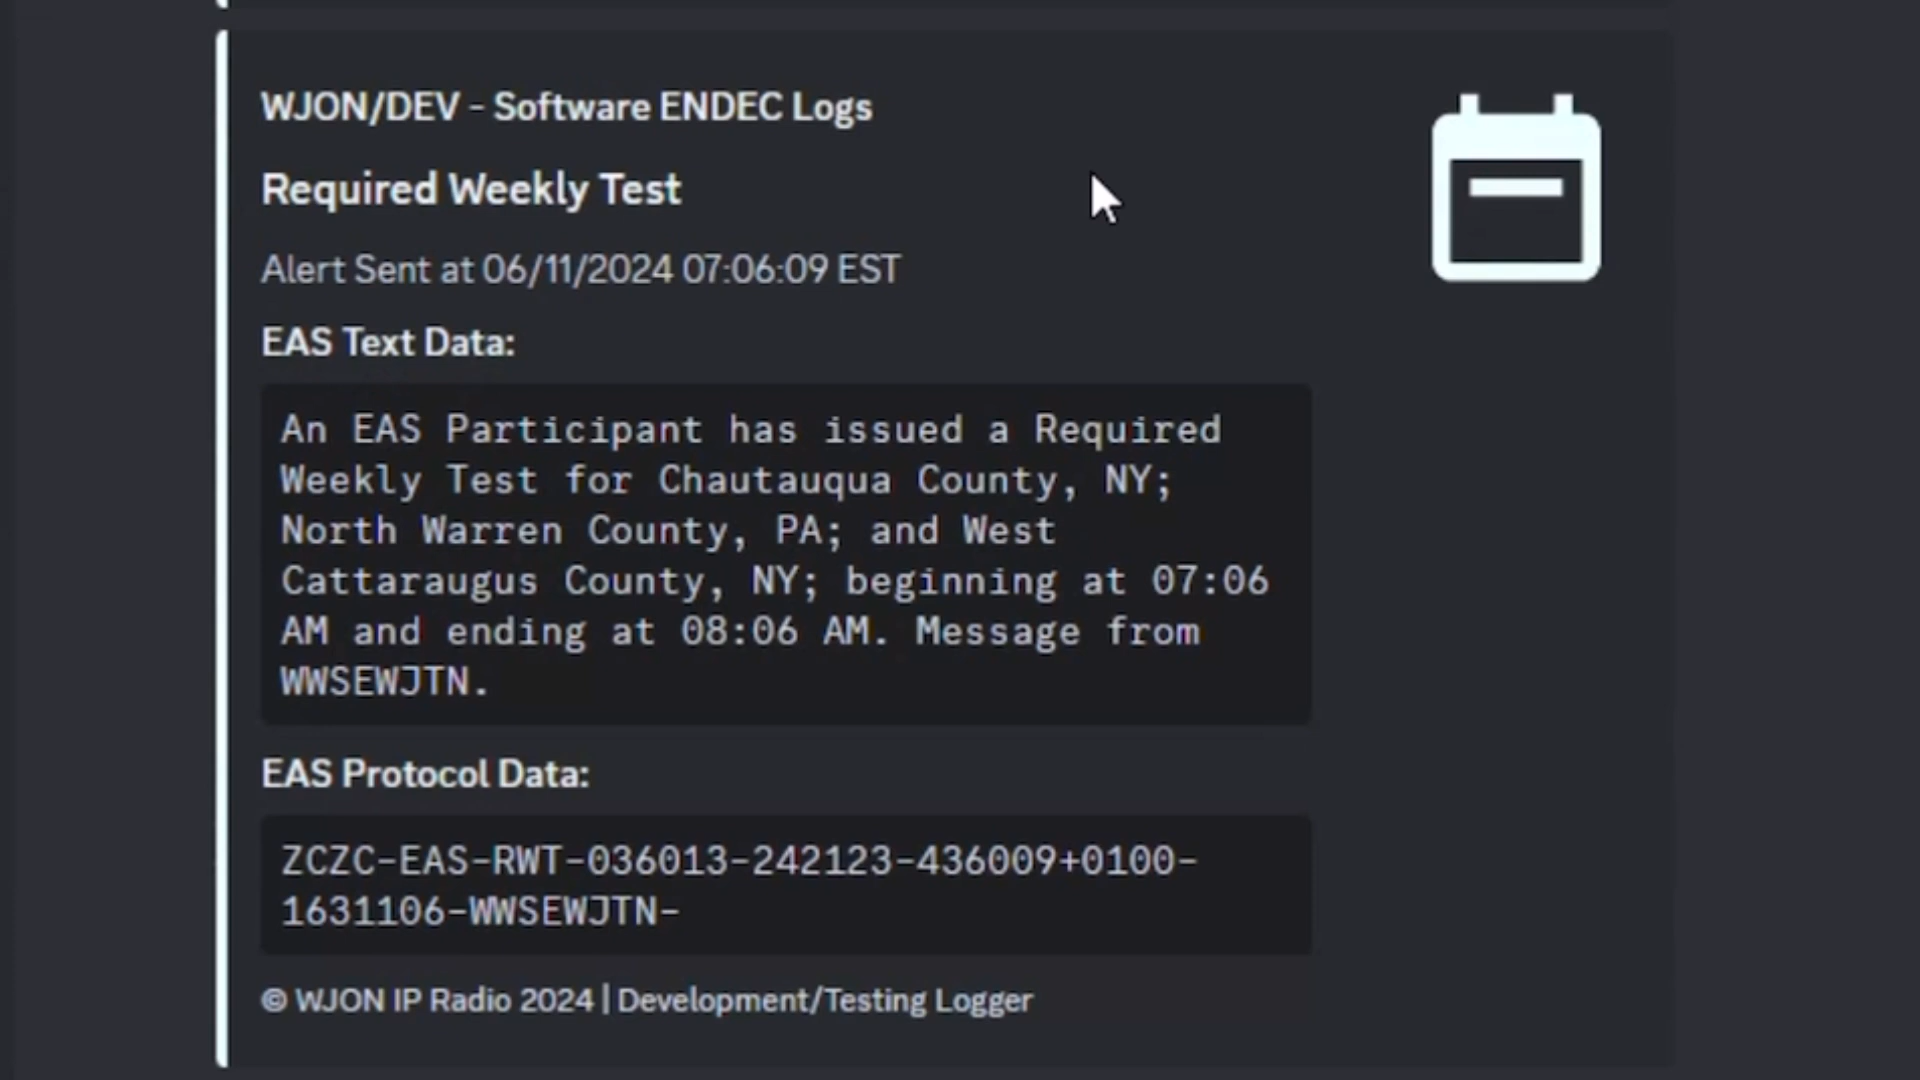 WJON/DEV - Software ENDEC Logs
Required Weekly Test
Alert Sent at 06/11/2024 07:06:09 EST
EAS Text Data:
An EAS Participant has issued a Required
Weekly Test for Chautauqua County, NY;
North Warren County, PA; and West
Cattaraugus County, NY; beginning at 07:06
AM and ending at 08:06 AM. Message from
WWSEWJTN.
EAS Protocol Data:
ZCZC-EAS-RWT-036013-242123-436009+0100-
1631106-WWSEWJTN-
© WJON IP Radio 2024 | Development/Testing Logger